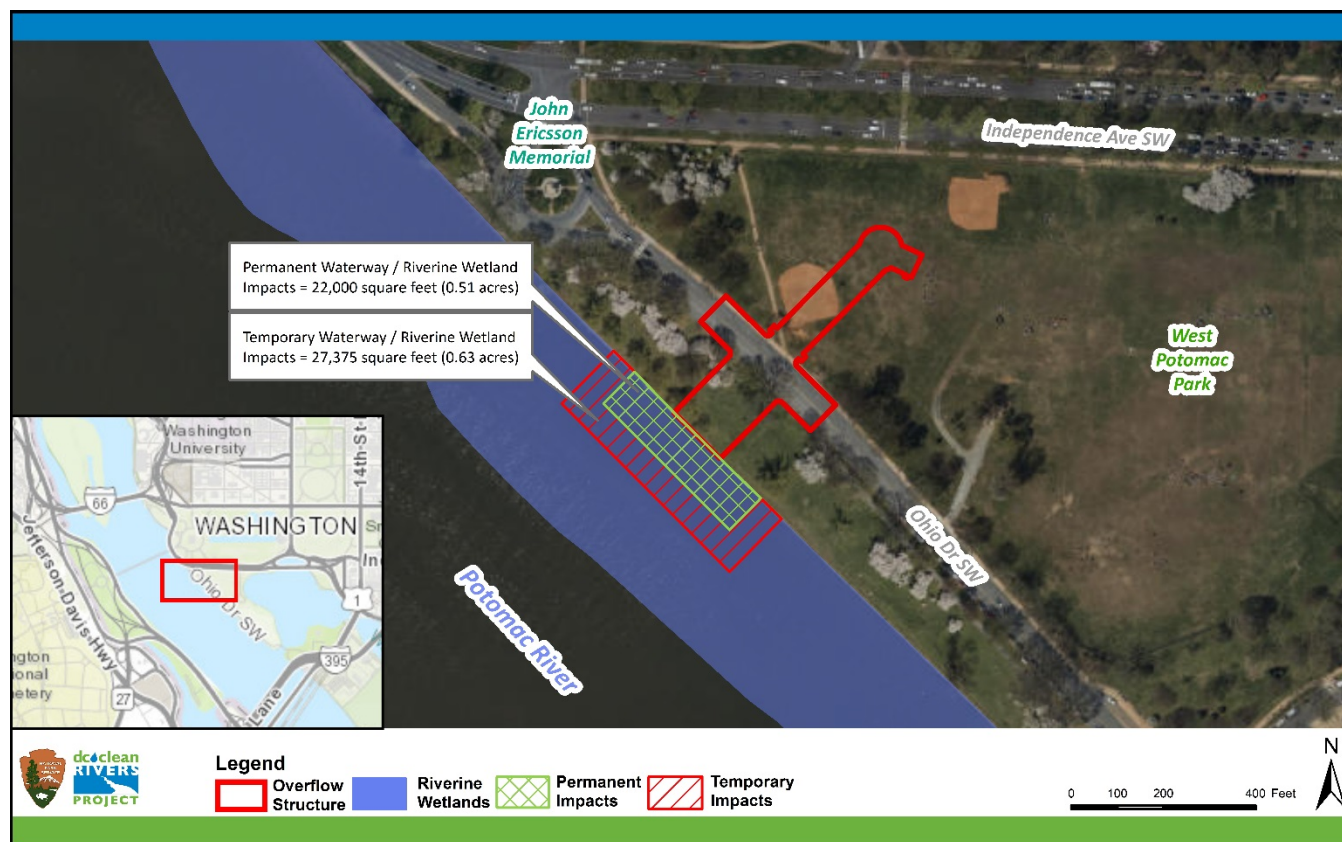 John
Ericsson
Memorial
Independence Ave SW
Permanent Waterway / Riverine Wetland
Impacts = 22,000 square feet (0.51 acres)
Temporary Waterway / Riverine Wetland
Impacts = 27,375 square feet (0.63 acres)
West
Potomac
Park
Ohio Dr SW
Potomac River
Washington
University
14th-St
66
WASHINGTON
Jefferson-Davis-Hwy
Ohio Dr SW
1
395
27
Lane
dc clean
RIVERS
PROJECT
Legend
Overflow
Structure
Riverine
Wetlands
Permanent
Impacts
Temporary
Impacts
0 100 200 400 Feet
N